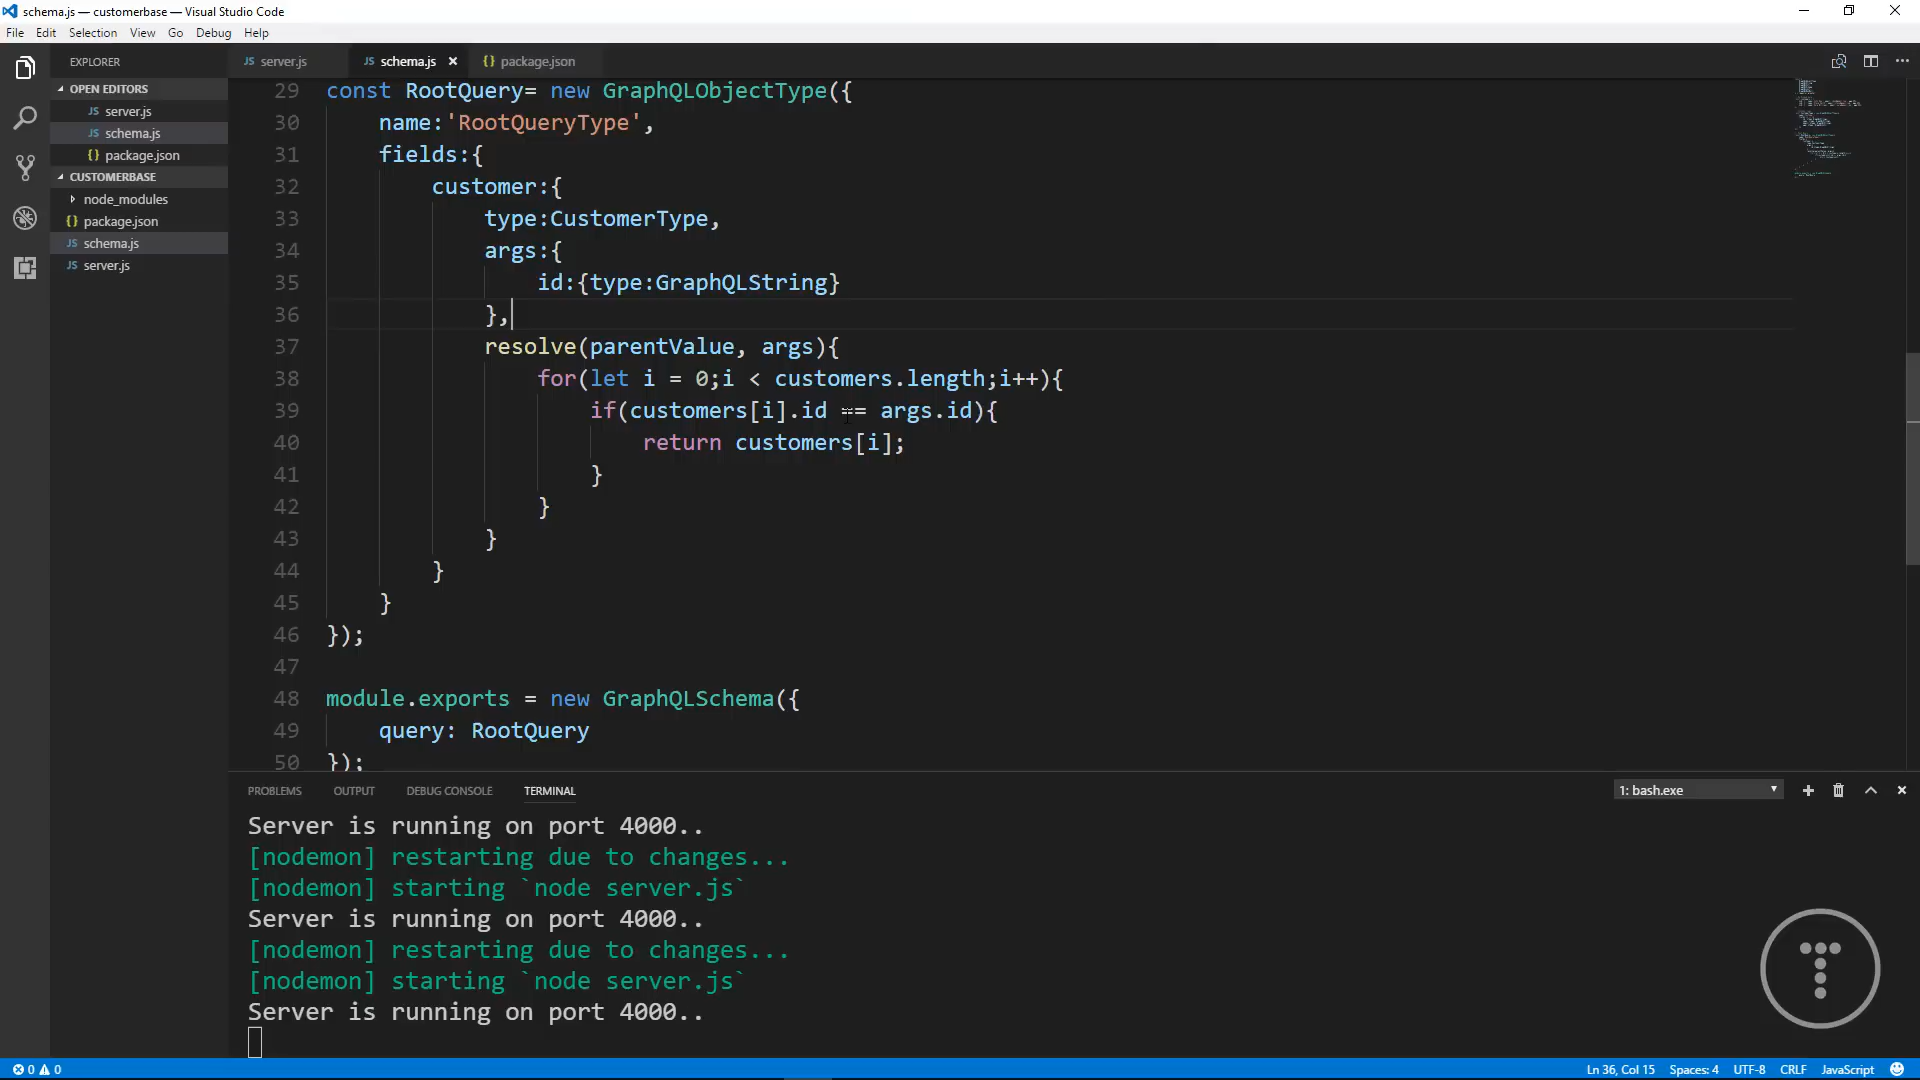 schema.js — customerbase — Visual Studio Code
File Edit Selection View Go Debug Help
EXPLORER
OPEN EDITORS
JS server.js
JS schema.js
{} package.json
CUSTOMERBASE
node_modules
{} package.json
JS schema.js
JS server.js
JS server.js JS schema.js × {} package.json
29 const RootQuery= new GraphQLObjectType({
30 name:'RootQueryType',
31 fields:{
32 customer:{
33 type:CustomerType,
34 args:{
35 id:{type:GraphQLString}
36 },
37 resolve(parentValue, args){
38 for(let i = 0;i < customers.length;i++){
39 if(customers[i].id == args.id){
40 return customers[i];
41 }
42 }
43 }
44 }
45 }
46 });
47
48 module.exports = new GraphQLSchema({
49 query: RootQuery
50 });
PROBLEMS OUTPUT DEBUG CONSOLE TERMINAL 1: bash.exe
Server is running on port 4000..
[nodemon] restarting due to changes...
[nodemon] starting `node server.js`
Server is running on port 4000..
[nodemon] restarting due to changes...
[nodemon] starting `node server.js`
Server is running on port 4000..
0 0 Ln 36, Col 15 Spaces: 4 UTF-8 CRLF JavaScript